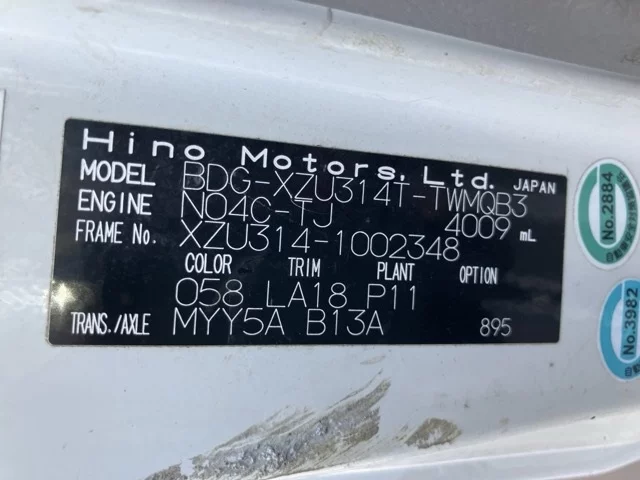 Hino Motors, Ltd. JAPAN
MODEL BDG-XZU314T-TWMQB3
ENGINE N04C-TJ 4009 mL
FRAME No. XZU314-1002348
COLOR TRIM PLANT OPTION
058 LA18 P11
TRANS./AXLE MYY5A B13A 895
No.2884
No.3982